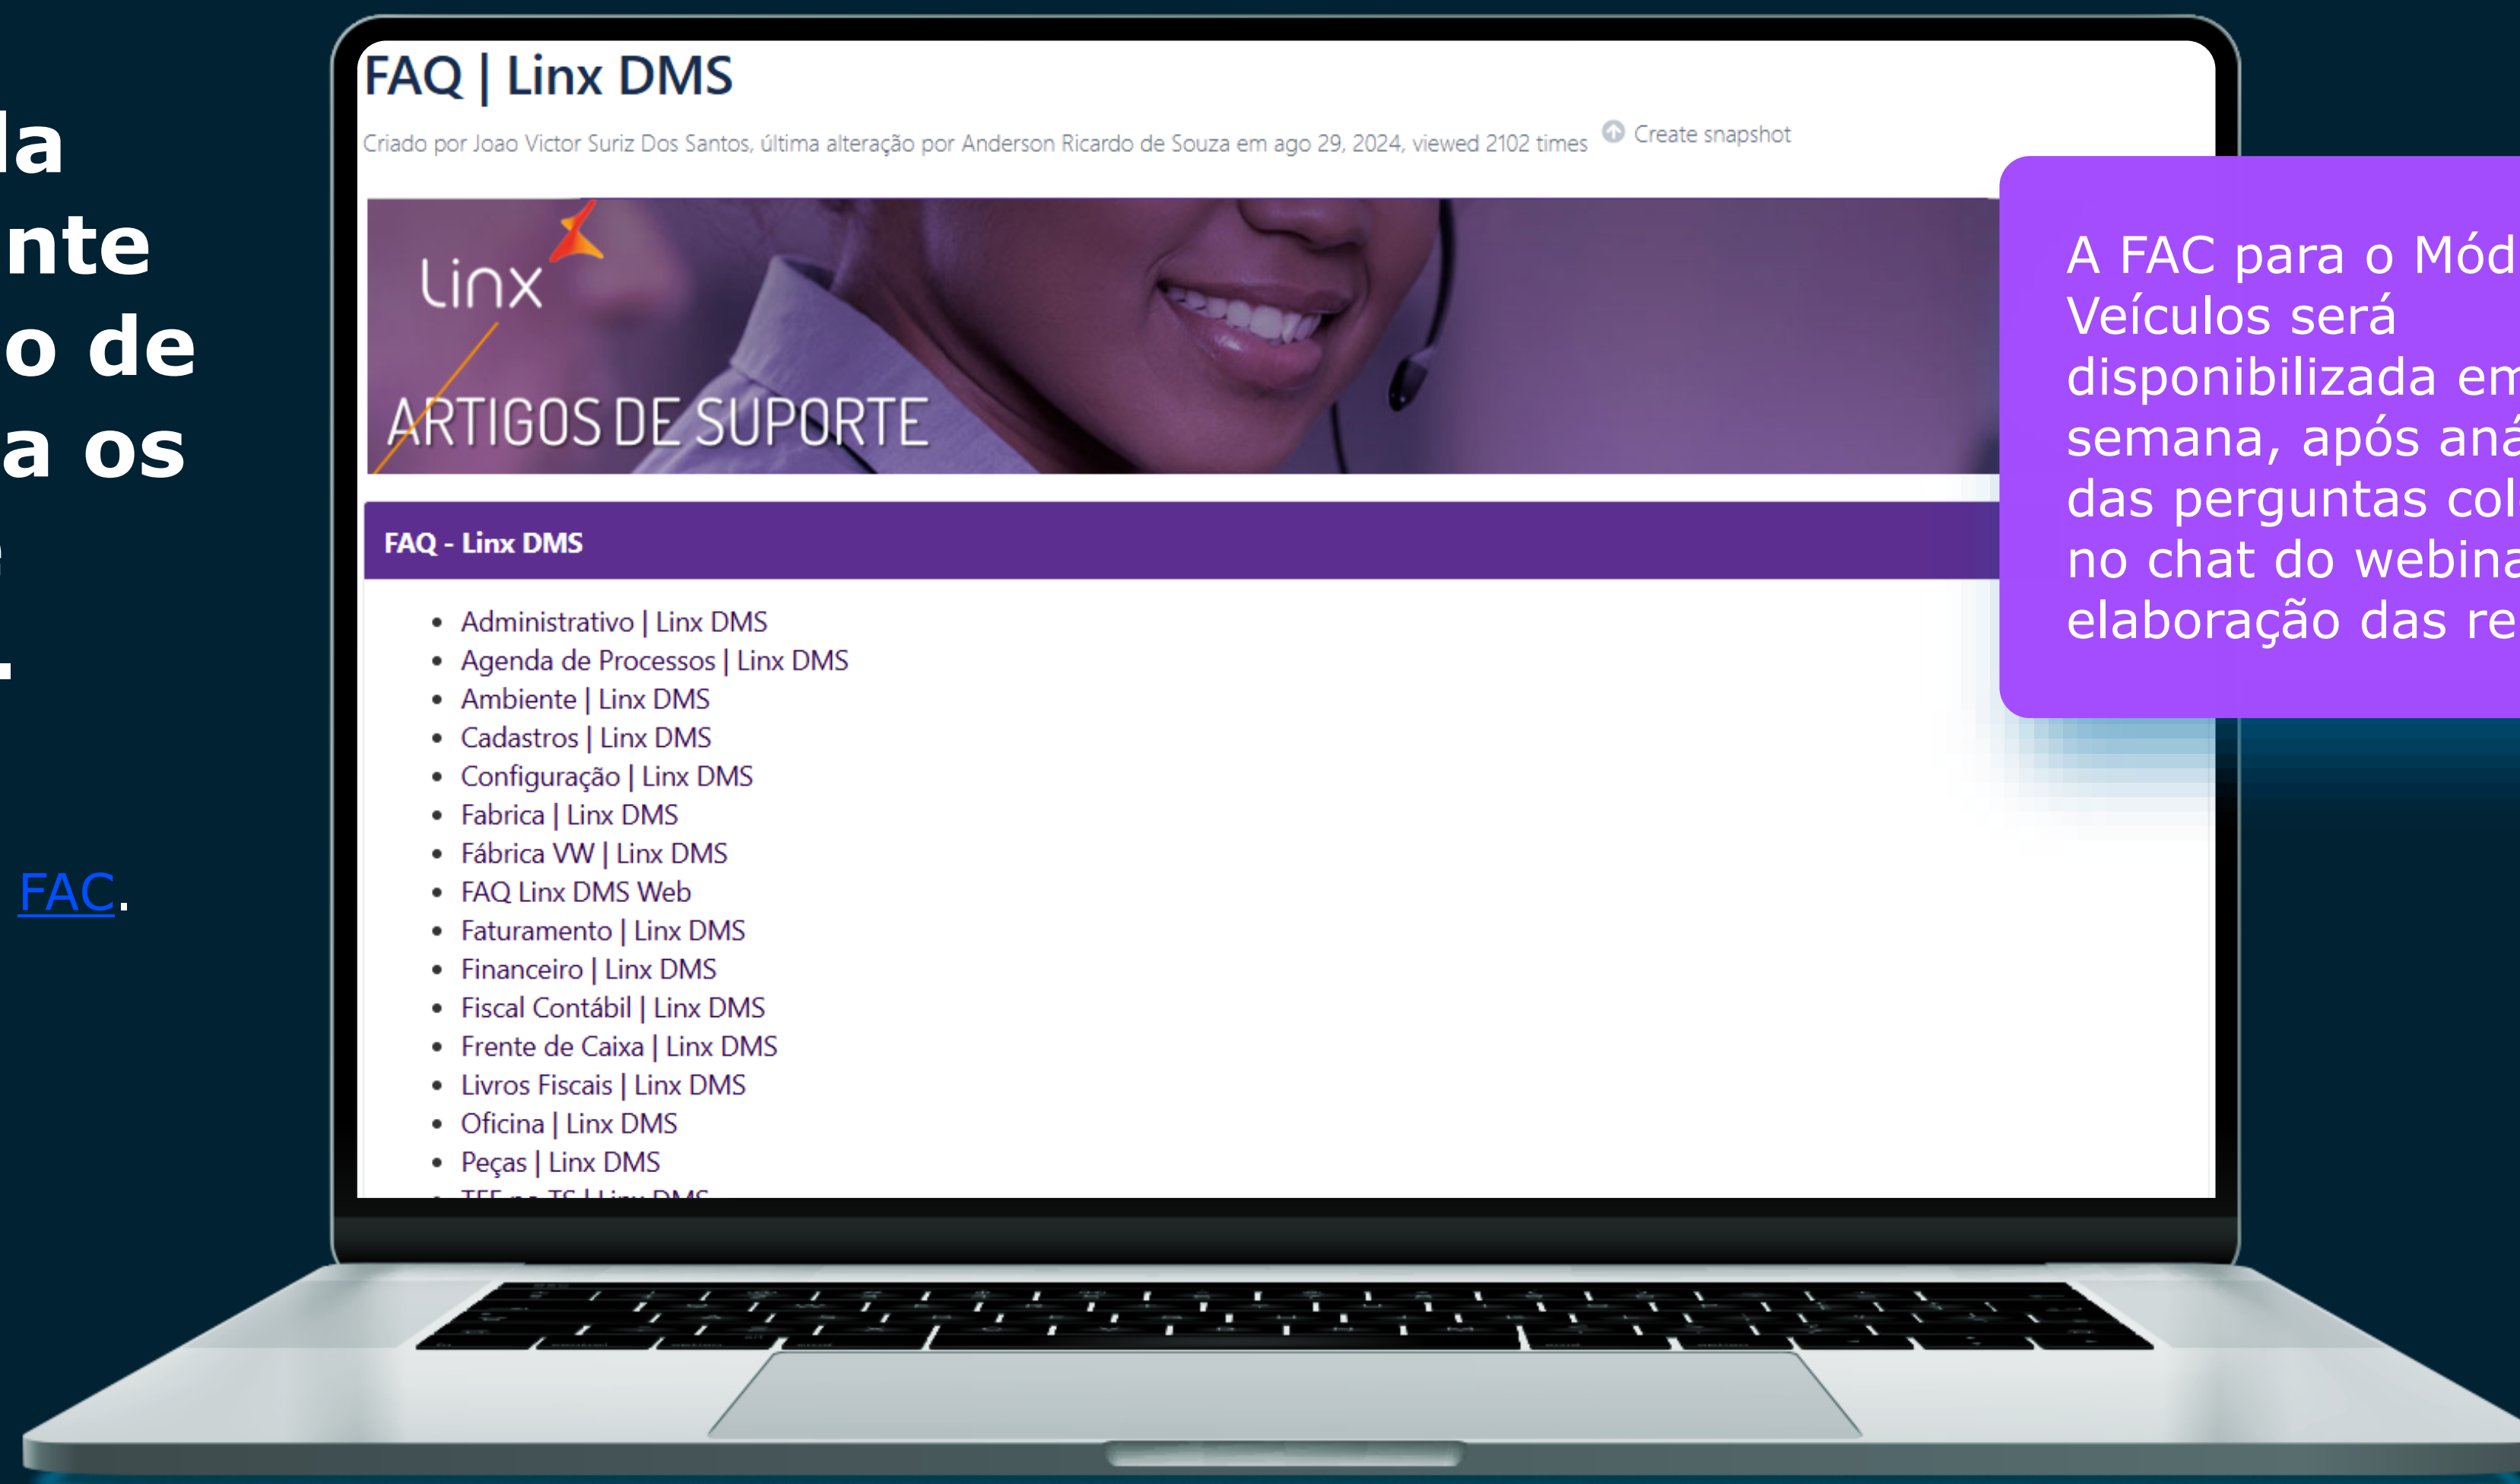 da
nte
o de
a os
e
.
FAC.
FAQ | Linx DMS
Criado por Joao Victor Suriz Dos Santos, última alteração por Anderson Ricardo de Souza em ago 29, 2024, viewed 2102 times Create snapshot
Linx
ARTIGOS DE SUPORTE
FAQ - Linx DMS
• Administrativo | Linx DMS
• Agenda de Processos | Linx DMS
• Ambiente | Linx DMS
• Cadastros | Linx DMS
• Configuração | Linx DMS
• Fabrica | Linx DMS
• Fábrica VW | Linx DMS
• FAQ Linx DMS Web
• Faturamento | Linx DMS
• Financeiro | Linx DMS
• Fiscal Contábil | Linx DMS
• Frente de Caixa | Linx DMS
• Livros Fiscais | Linx DMS
• Oficina | Linx DMS
• Peças | Linx DMS
A FAC para o Mód
Veículos será
disponibilizada em
semana, após aná
das perguntas col
no chat do webina
elaboração das re